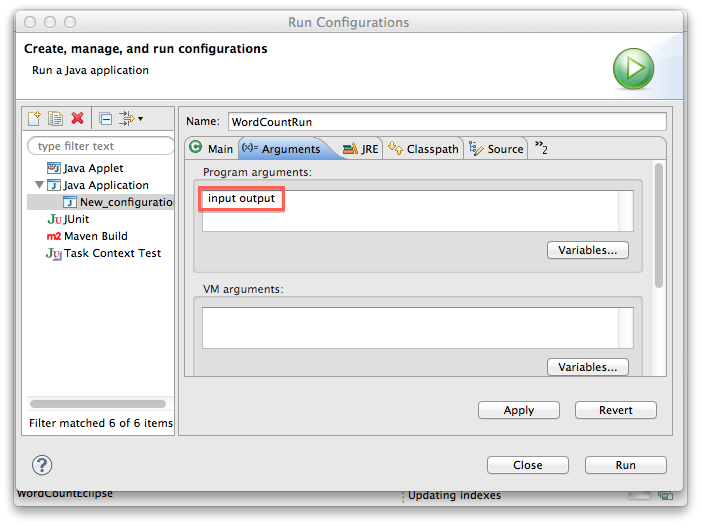 Run Configurations
Create, manage, and run configurations
Run a Java application
type filter text
Java Applet
Java Application
New_configuratio
Ju JUnit
m2 Maven Build
Ju Task Context Test
Filter matched 6 of 6 items
Name: WordCountRun
Main (x)= Arguments JRE Classpath Source »2
Program arguments:
input output
Variables...
VM arguments:
Variables...
Apply Revert
? Close Run
WordCountEclipse Updating indexes